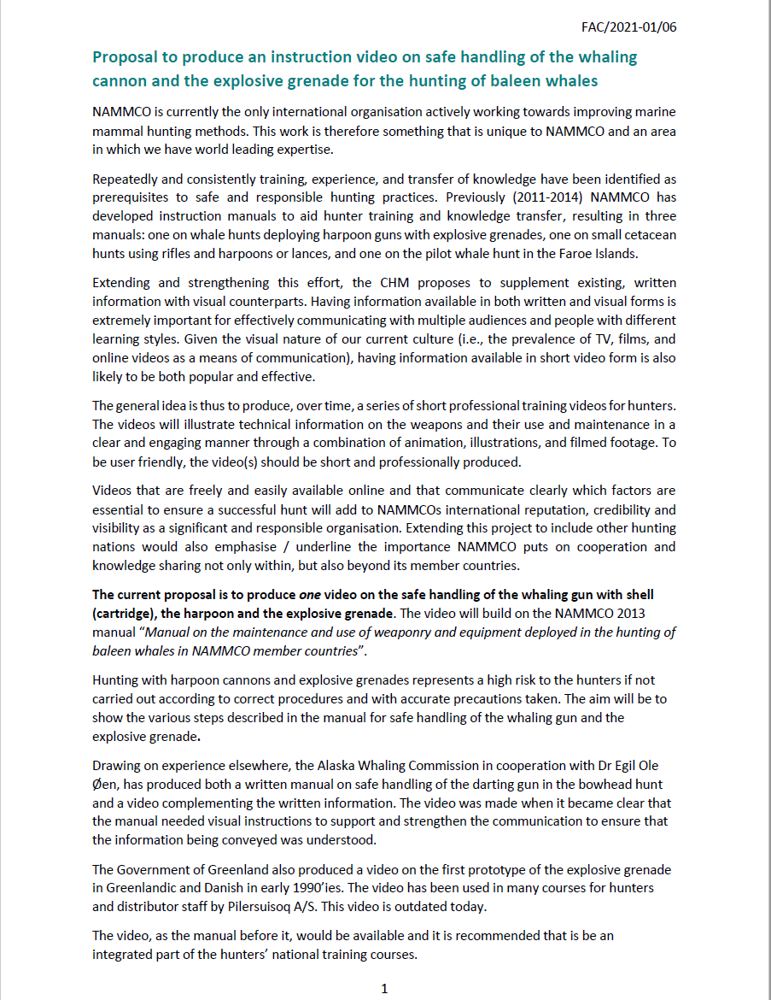 FAC/2021-01/06
Proposal to produce an instruction video on safe handling of the whaling
cannon and the explosive grenade for the hunting of baleen whales
NAMMCO is currently the only international organisation actively working towards improving marine
mammal hunting methods. This work is therefore something that is unique to NAMMCO and an area
in which we have world leading expertise.
Repeatedly and consistently training, experience, and transfer of knowledge have been identified as
prerequisites to safe and responsible hunting practices. Previously (2011-2014) NAMMCO has
developed instruction manuals to aid hunter training and knowledge transfer, resulting in three
manuals: one on whale hunts deploying harpoon guns with explosive grenades, one on small cetacean
hunts using rifles and harpoons or lances, and one on the pilot whale hunt in the Faroe Islands.
Extending and strengthening this effort, the CHM proposes to supplement existing, written
information with visual counterparts. Having information available in both written and visual forms is
extremely important for effectively communicating with multiple audiences and people with different
learning styles. Given the visual nature of our current culture (i.e., the prevalence of TV, films, and
online videos as a means of communication), having information available in short video form is also
likely to be both popular and effective.
The general idea is thus to produce, over time, a series of short professional training videos for hunters.
The videos will illustrate technical information on the weapons and their use and maintenance in a
clear and engaging manner through a combination of animation, illustrations, and filmed footage. To
be user friendly, the video(s) should be short and professionally produced.
Videos that are freely and easily available online and that communicate clearly which factors are
essential to ensure a successful hunt will add to NAMMCOs international reputation, credibility and
visibility as a significant and responsible organisation. Extending this project to include other hunting
nations would also emphasise / underline the importance NAMMCO puts on cooperation and
knowledge sharing not only within, but also beyond its member countries.
The current proposal is to produce one video on the safe handling of the whaling gun with shell
(cartridge), the harpoon and the explosive grenade. The video will build on the NAMMCO 2013
manual “Manual on the maintenance and use of weaponry and equipment deployed in the hunting of
baleen whales in NAMMCO member countries”.
Hunting with harpoon cannons and explosive grenades represents a high risk to the hunters if not
carried out according to correct procedures and with accurate precautions taken. The aim will be to
show the various steps described in the manual for safe handling of the whaling gun and the
explosive grenade.
Drawing on experience elsewhere, the Alaska Whaling Commission in cooperation with Dr Egil Ole
Øen, has produced both a written manual on safe handling of the darting gun in the bowhead hunt
and a video complementing the written information. The video was made when it became clear that
the manual needed visual instructions to support and strengthen the communication to ensure that
the information being conveyed was understood.
The Government of Greenland also produced a video on the first prototype of the explosive grenade
in Greenlandic and Danish in early 1990’ies. The video has been used in many courses for hunters
and distributor staff by Pilersuisoq A/S. This video is outdated today.
The video, as the manual before it, would be available and it is recommended that is be an
integrated part of the hunters’ national training courses.
1